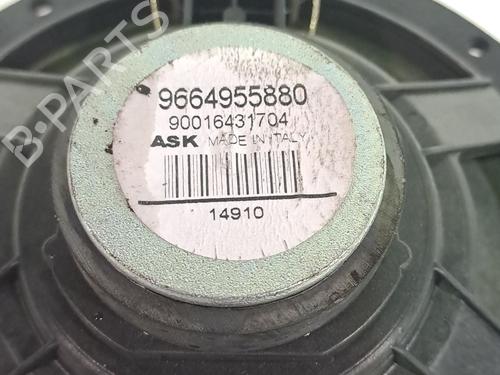 9664955880
90016431704
ASK MADE IN ITALY
14910
B-PARTS